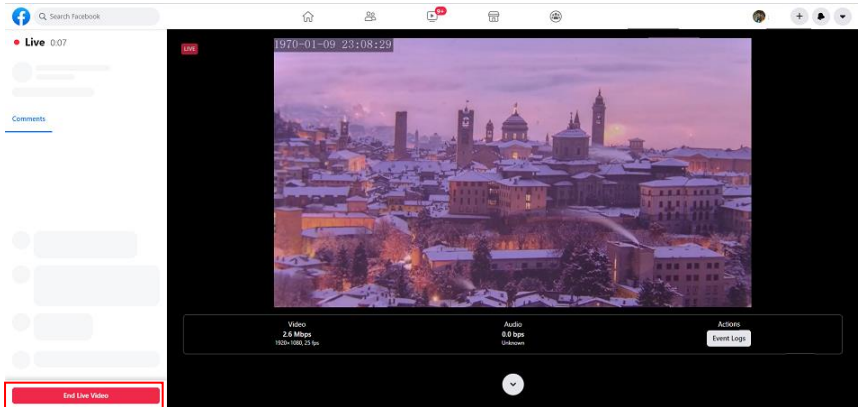 Search Facebook
9+
Live 0:07
LIVE
1970-01-09 23:08:29
Comments
Video
2.6 Mbps
1920×1080, 25 fps
Audio
0.0 bps
Unknown
Actions
Event Logs
End Live Video